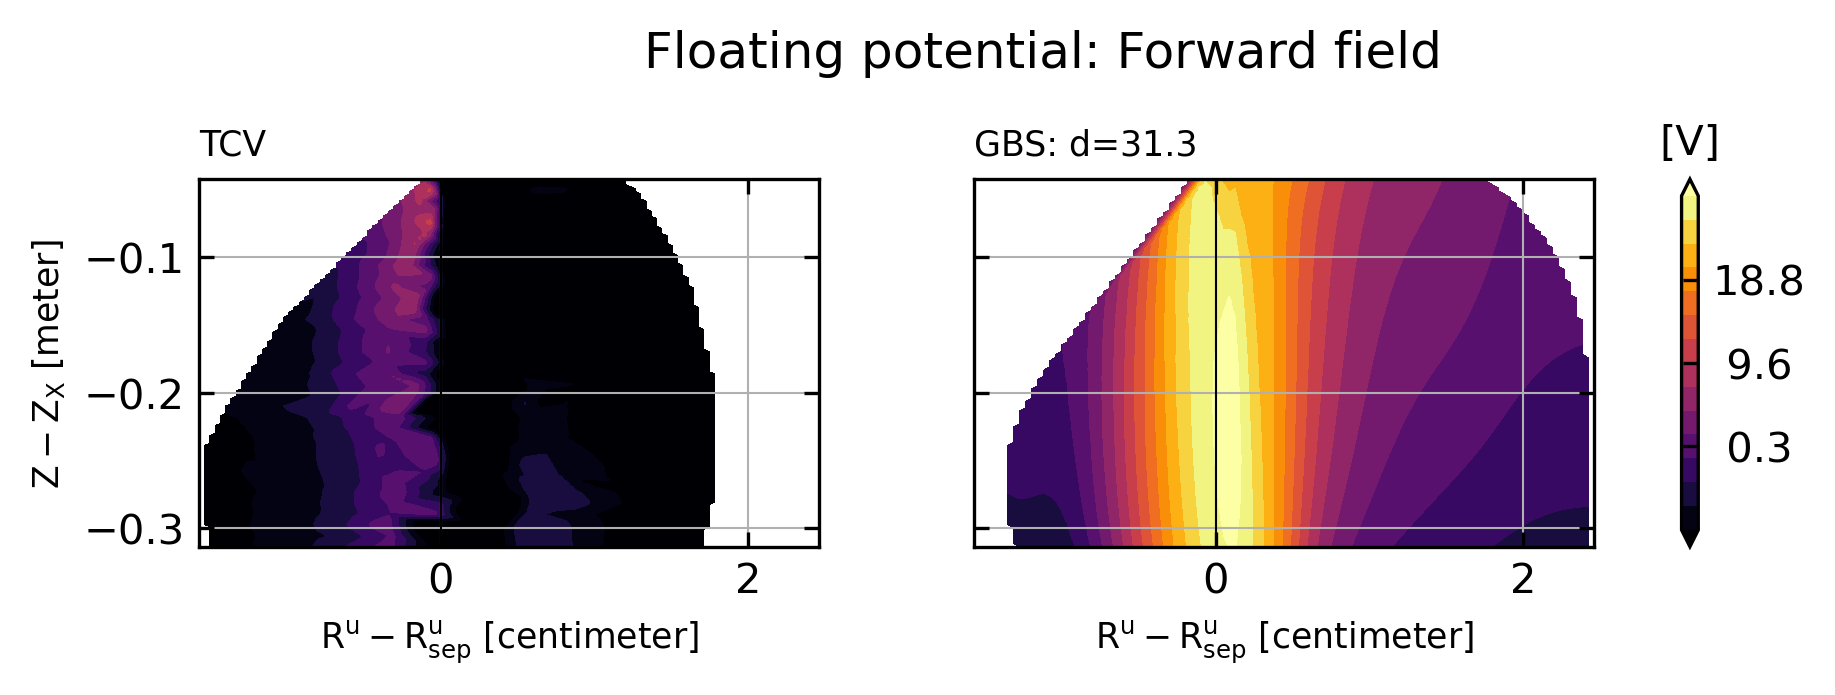 Floating potential: Forward field
TCV
GBS: d=31.3
[V]
Z − Z_X [meter]
−0.1
−0.2
−0.3
18.8
9.6
0.3
0
2
0
2
R^u − R^u_sep [centimeter]
R^u − R^u_sep [centimeter]